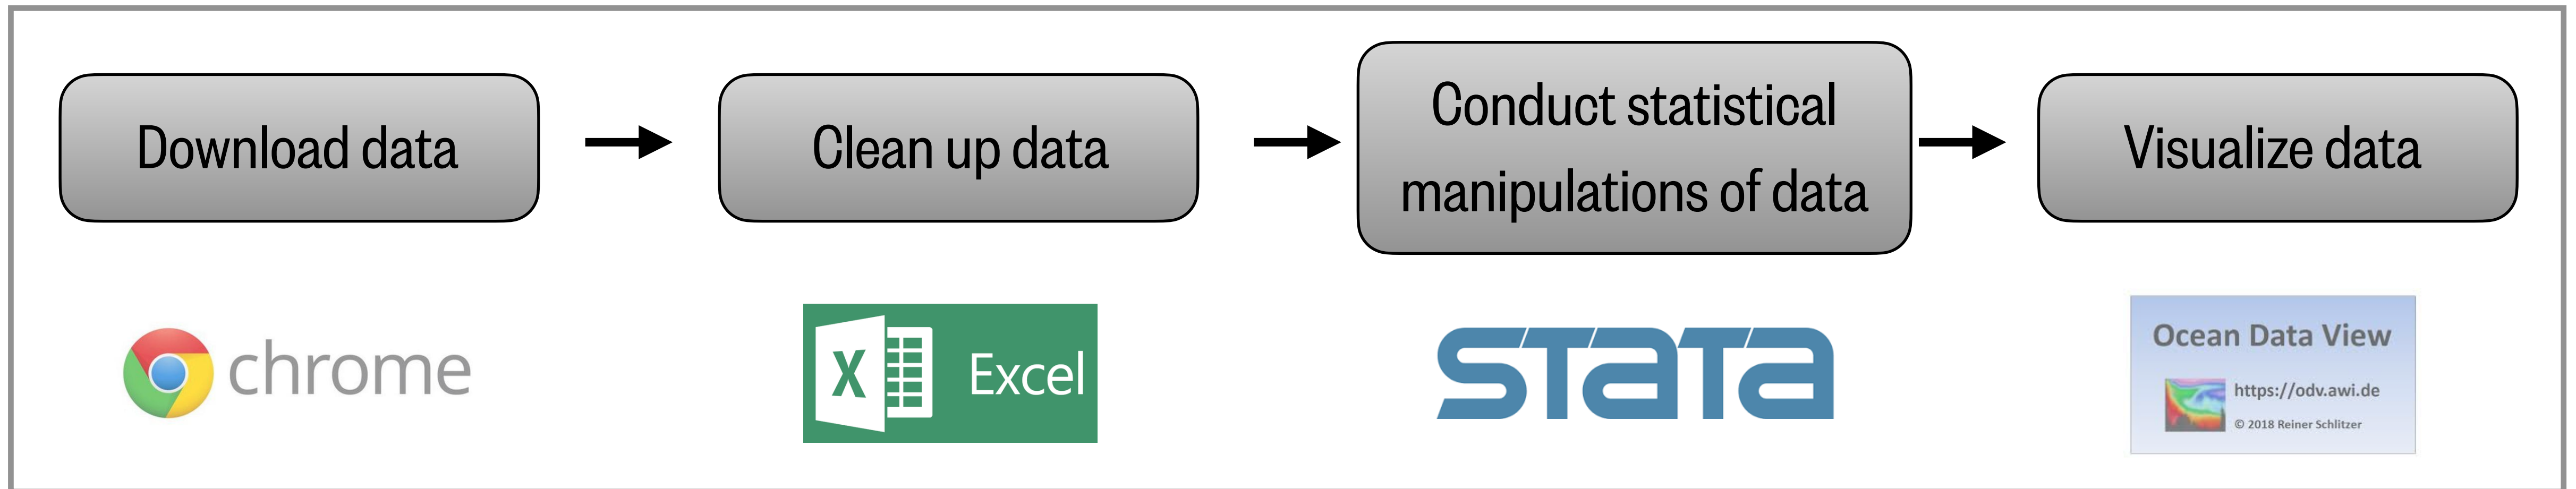 Download data
Clean up data
Conduct statistical
manipulations of data
Visualize data
chrome
X Excel
STATA
Ocean Data View
https://odv.awi.de
© 2018 Reiner Schlitzer